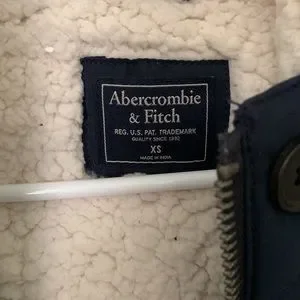 Abercrombie
& Fitch
REG. U.S. PAT. TRADEMARK
QUALITY SINCE 1892
XS
MADE IN INDIA